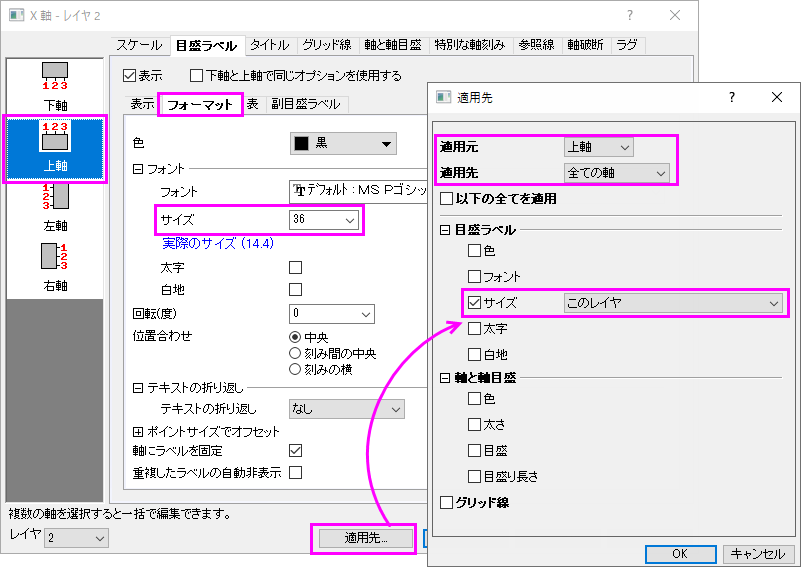 X 軸 - レイヤ 2
スケール 目盛ラベル タイトル グリッド線 軸と軸目盛 特別な軸刻み 参照線 軸破断 ラグ
表示 下軸と上軸で同じオプションを使用する
表示 フォーマット 表 副目盛ラベル
1 2 3
下軸
1 2 3
上軸
1
2
3
左軸
1
2
3
右軸
色 黒
フォント
フォント デフォルト : MS Pゴシッ
サイズ 36
実際のサイズ (14.4)
太字
白地
回転(度) 0
位置合わせ 中央
刻み間の中央
刻みの横
テキストの折り返し
テキストの折り返し なし
ポイントサイズでオフセット
軸にラベルを固定
重複したラベルの自動非表示
複数の軸を選択すると一括で編集できます。
レイヤ 2
適用先...
適用先
適用元 上軸
適用先 全ての軸
以下の全てを適用
目盛ラベル
色
フォント
サイズ このレイヤ
太字
白地
軸と軸目盛
色
太さ
目盛
目盛り長さ
グリッド線
OK キャンセル